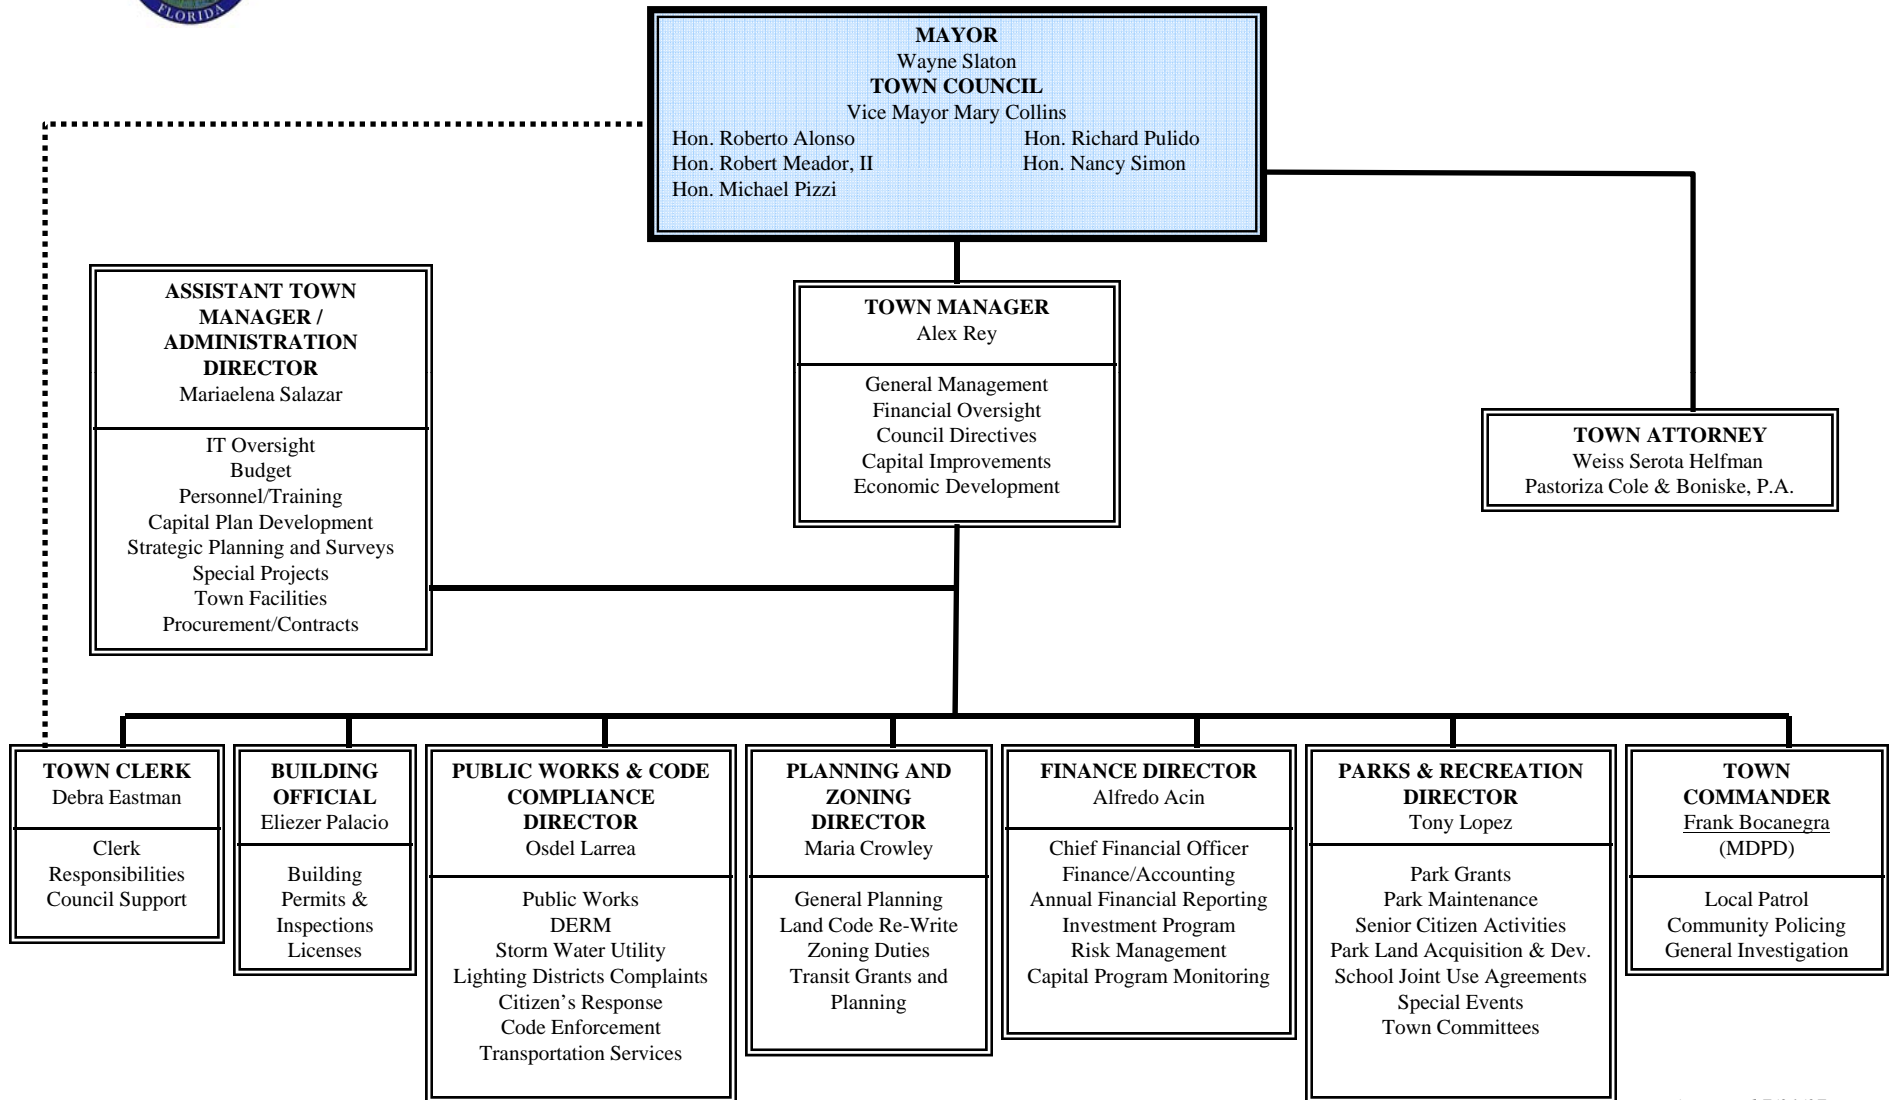 FLORIDA
MAYOR
Wayne Slaton
TOWN COUNCIL
Vice Mayor Mary Collins
Hon. Roberto Alonso
Hon. Richard Pulido
Hon. Robert Meador, II
Hon. Nancy Simon
Hon. Michael Pizzi
ASSISTANT TOWN
MANAGER /
ADMINISTRATION
DIRECTOR
Mariaelena Salazar
IT Oversight
Budget
Personnel/Training
Capital Plan Development
Strategic Planning and Surveys
Special Projects
Town Facilities
Procurement/Contracts
TOWN MANAGER
Alex Rey
General Management
Financial Oversight
Council Directives
Capital Improvements
Economic Development
TOWN ATTORNEY
Weiss Serota Helfman
Pastoriza Cole & Boniske, P.A.
TOWN CLERK
Debra Eastman
Clerk
Responsibilities
Council Support
BUILDING
OFFICIAL
Eliezer Palacio
Building
Permits &
Inspections
Licenses
PUBLIC WORKS & CODE
COMPLIANCE
DIRECTOR
Osdel Larrea
Public Works
DERM
Storm Water Utility
Lighting Districts Complaints
Citizen’s Response
Code Enforcement
Transportation Services
PLANNING AND
ZONING
DIRECTOR
Maria Crowley
General Planning
Land Code Re-Write
Zoning Duties
Transit Grants and
Planning
FINANCE DIRECTOR
Alfredo Acin
Chief Financial Officer
Finance/Accounting
Annual Financial Reporting
Investment Program
Risk Management
Capital Program Monitoring
PARKS & RECREATION
DIRECTOR
Tony Lopez
Park Grants
Park Maintenance
Senior Citizen Activities
Park Land Acquisition & Dev.
School Joint Use Agreements
Special Events
Town Committees
TOWN
COMMANDER
Frank Bocanegra
(MDPD)
Local Patrol
Community Policing
General Investigation